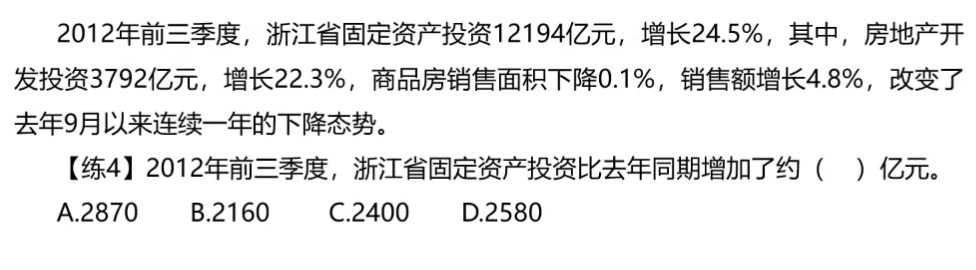 2012年前三季度，浙江省固定资产投资12194亿元，增长24.5%，其中，房地产开
发投资3792亿元，增长22.3%，商品房销售面积下降0.1%，销售额增长4.8%，改变了
去年9月以来连续一年的下降态势。
【练4】2012年前三季度，浙江省固定资产投资比去年同期增加了约（　）亿元。
A.2870 B.2160 C.2400 D.2580